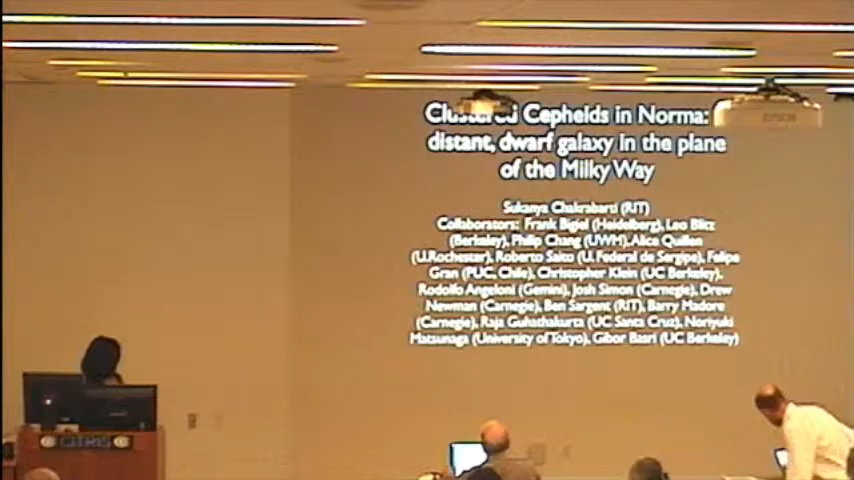 Clustered Cepheids in Norma:
distant, dwarf galaxy in the plane
of the Milky Way
Sukanya Chakrabarti (RIT)
Collaborators: Frank Bigiel (Heidelberg), Leo Blitz
(Berkeley), Philip Chang (UWM), Alice Quillen
(U.Rochester), Roberto Saito (U. Federal de Sergipe), Felipe
Gran (PUC, Chile), Christopher Klein (UC Berkeley),
Rodolfo Angeloni (Gemini), Josh Simon (Carnegie), Drew
Newman (Carnegie), Ben Sargent (RIT), Barry Madore
(Carnegie), Raja Guhathakurta (UC Santa Cruz), Noriyuki
Matsunaga (University of Tokyo), Gibor Basri (UC Berkeley)
EPSON
CITRIS